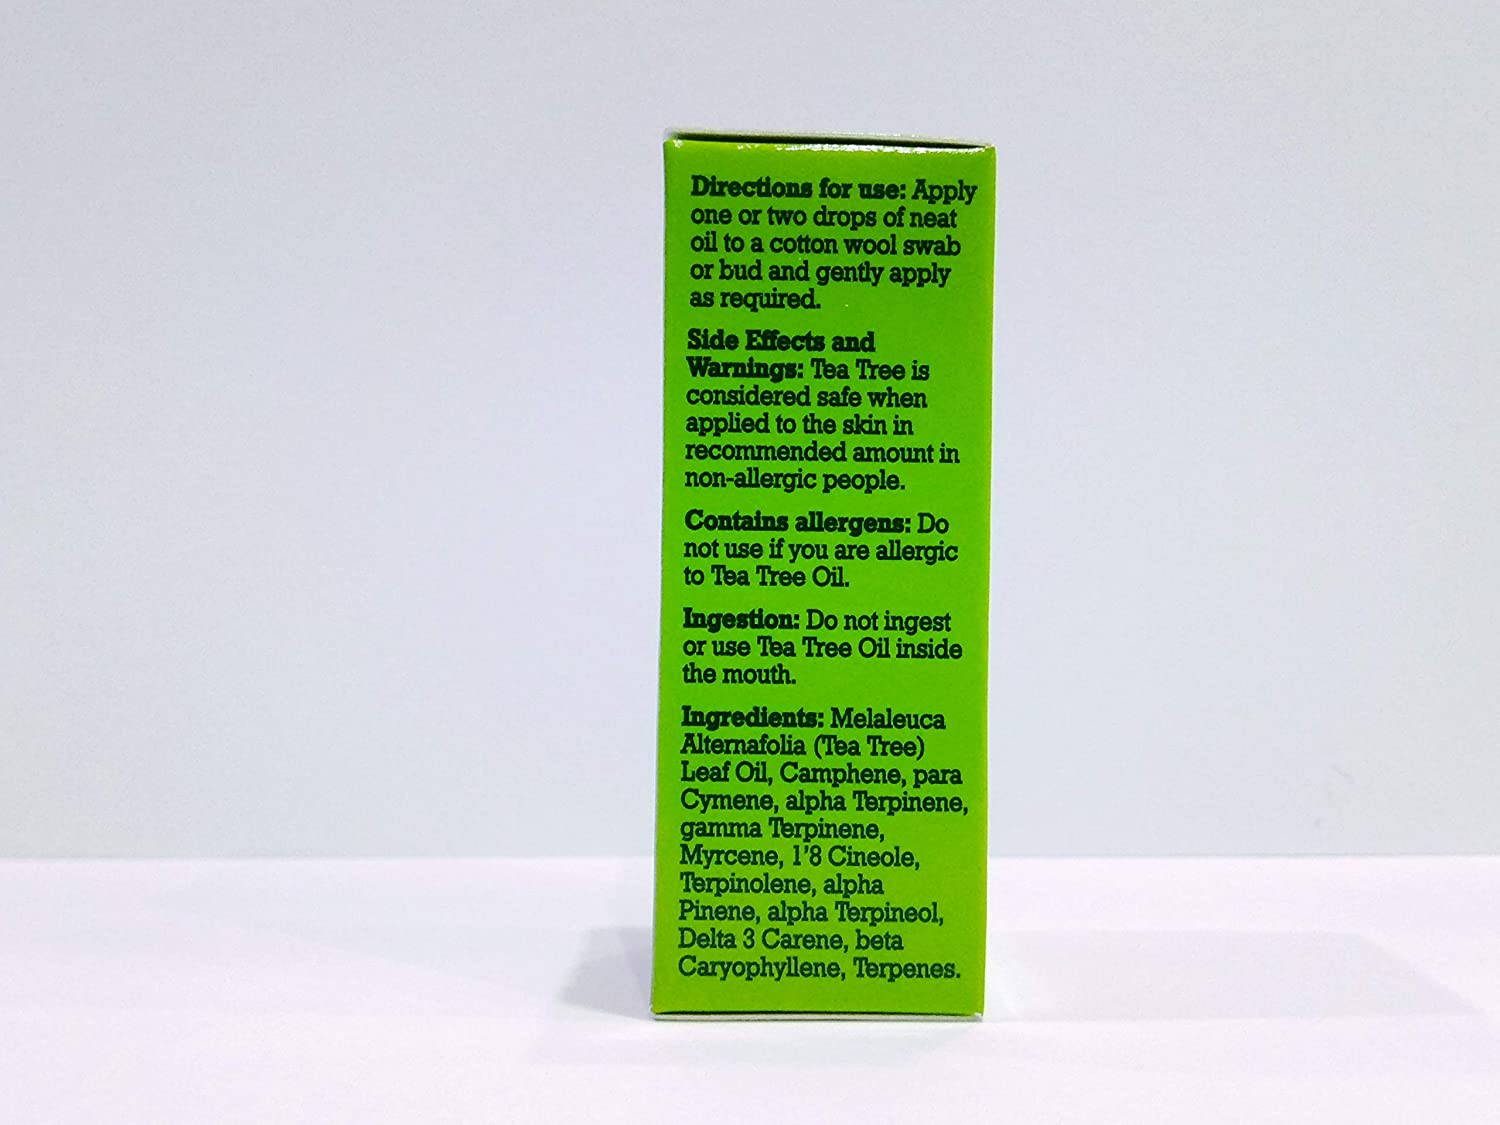 Directions for use: Apply
one or two drops of neat
oil to a cotton wool swab
or bud and gently apply
as required.
Side Effects and
Warnings: Tea Tree is
considered safe when
applied to the skin in
recommended amount in
non-allergic people.
Contains allergens: Do
not use if you are allergic
to Tea Tree Oil.
Ingestion: Do not ingest
or use Tea Tree Oil inside
the mouth.
Ingredients: Melaleuca
Alternafolia (Tea Tree)
Leaf Oil, Camphene, para
Cymene, alpha Terpinene,
gamma Terpinene,
Myrcene, 1'8 Cineole,
Terpinolene, alpha
Pinene, alpha Terpineol,
Delta 3 Carene, beta
Caryophyllene, Terpenes.